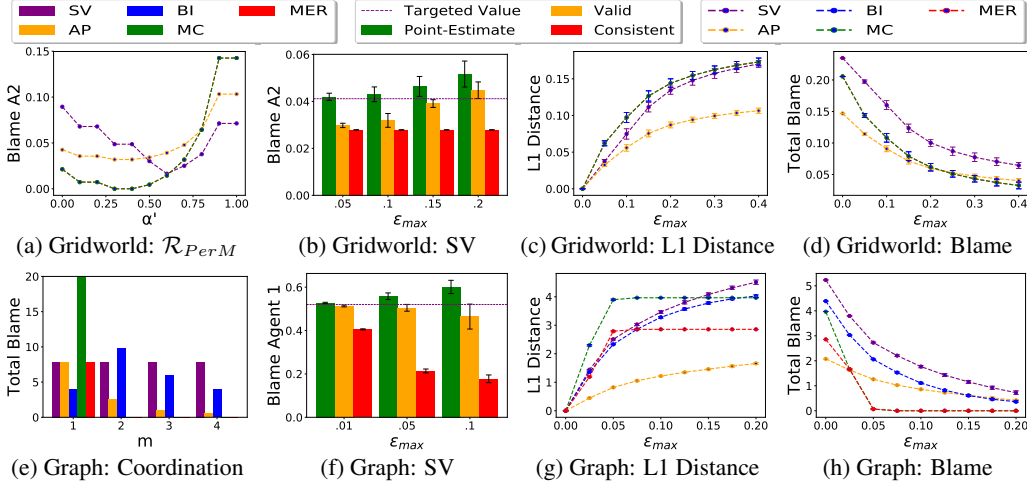 SV BI MER
AP MC
Targeted Value Valid
Point-Estimate Consistent
SV BI MER
AP MC
Blame A2
0.15
0.10
0.05
0.00
0.00 0.25 0.50 0.75 1.00
α'
(a) Gridworld: R_PerM
Blame A2
0.06
0.04
0.02
0.00
.05 .1 .15 .2
ε_max
(b) Gridworld: SV
L1 Distance
0.15
0.10
0.05
0.00
0.0 0.1 0.2 0.3 0.4
ε_max
(c) Gridworld: L1 Distance
Total Blame
0.20
0.15
0.10
0.05
0.0 0.1 0.2 0.3 0.4
ε_max
(d) Gridworld: Blame
Total Blame
20
15
10
5
0
1 2 3 4
m
(e) Graph: Coordination
Blame Agent 1
0.6
0.4
0.2
0.0
.01 .05 .1
ε_max
(f) Graph: SV
L1 Distance
4
3
2
1
0
0.00 0.05 0.10 0.15 0.20
ε_max
(g) Graph: L1 Distance
Total Blame
5
4
3
2
1
0
0.00 0.05 0.10 0.15 0.20
ε_max
(h) Graph: Blame